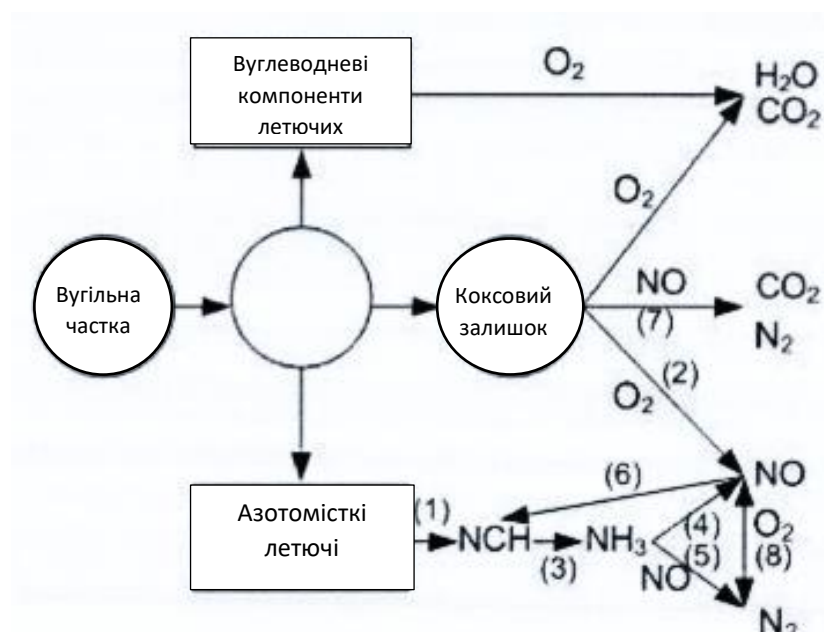 Вуглеводневі
компоненти
летючих
O₂
H₂O
CO₂
O₂
Вугільна
частка
Коксовий
залишок
NO
(7)
CO₂
N₂
(2)
O₂
NO
(6)
Азотомісткі
летючі
(1)
NCH
(3)
NH₃
(4)
(5)
NO
O₂
(8)
N₂